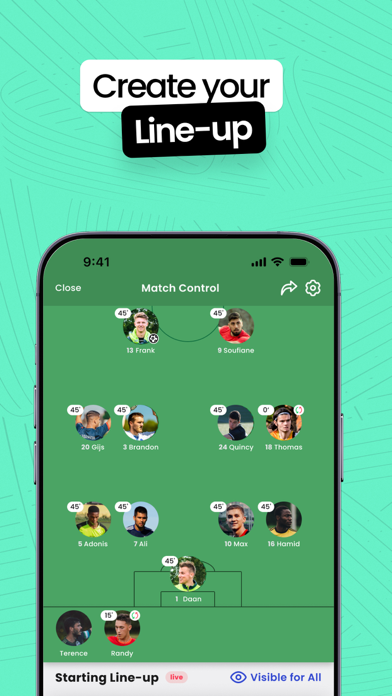 Create your
Line-up
9:41
Close Match Control
45' 45'
13 Frank 9 Soufiane
45' 45' 45' 0'
20 Gijs 3 Brandon 24 Quincy 18 Thomas
45' 45' 45' 45'
5 Adonis 7 Ali 10 Max 16 Hamid
45'
1 Daan
15'
Terence Randy
Starting Line-up live Visible for All